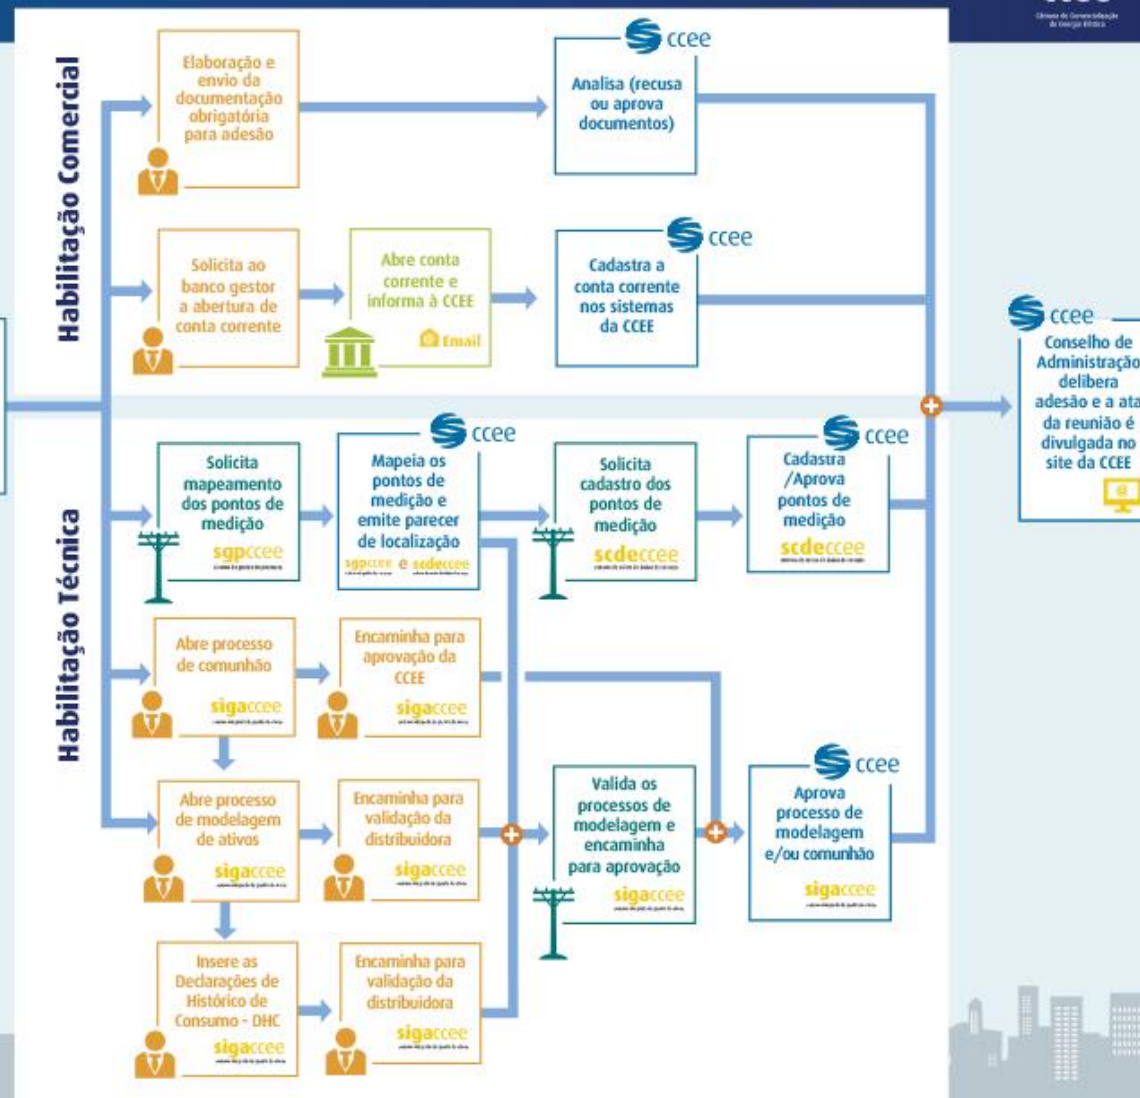 ccee
Câmara de Comercialização
de Energia Elétrica
Habilitação Comercial
Elaboração e
envio da
documentação
obrigatória
para adesão
ccee
Analisa (recusa
ou aprova
documentos)
Solicita ao
banco gestor
a abertura de
conta corrente
Abre conta
corrente e
informa à CCEE
@ Email
ccee
Cadastra a
conta corrente
nos sistemas
da CCEE
ccee
Conselho de
Administração
delibera
adesão e a ata
da reunião é
divulgada no
site da CCEE
@
Habilitação Técnica
Solicita
mapeamento
dos pontos de
medição
sgpccee
ccee
Mapeia os
pontos de
medição e
emite parecer
de localização
sgpccee e scdeccee
Solicita
cadastro dos
pontos de
medição
scdeccee
ccee
Cadastra
/Aprova
pontos de
medição
scdeccee
Abre processo
de comunhão
sigaccee
Encaminha para
aprovação da
CCEE
sigaccee
Abre processo
de modelagem
de ativos
sigaccee
Encaminha para
validação da
distribuidora
sigaccee
Valida os
processos de
modelagem e
encaminha
para aprovação
sigaccee
ccee
Aprova
processo de
modelagem
e/ou comunhão
sigaccee
Insere as
Declarações de
Histórico de
Consumo - DHC
sigaccee
Encaminha para
validação da
distribuidora
sigaccee